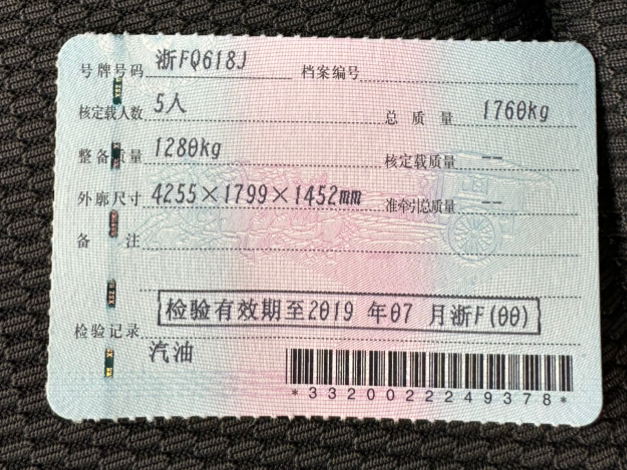 号牌号码 浙FQ618J 档案编号
核定载人数 5人 总质量 1760kg
整备质量 1280kg 核定载质量 --
外廓尺寸 4255×1799×1452mm 准牵引总质量 --
备注
检验有效期至2019 年07 月浙F(00)
检验记录
汽油
*3320022249378*